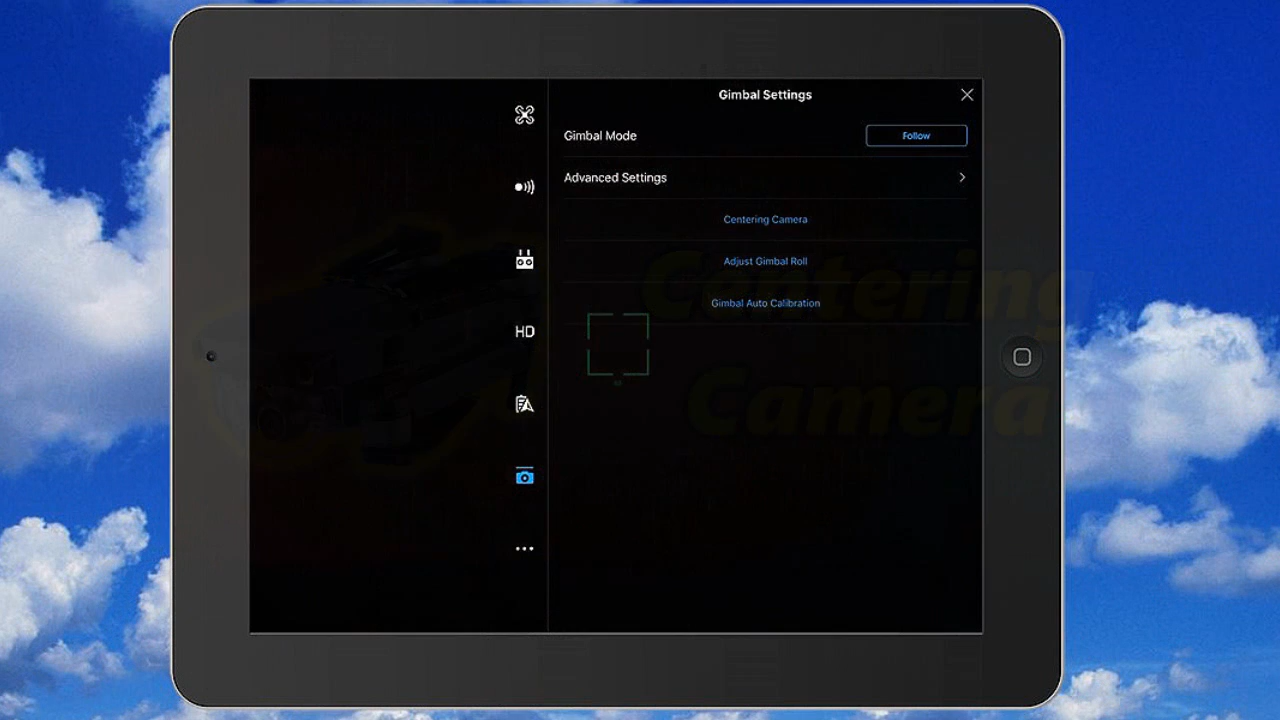 Gimbal Settings
Gimbal Mode
Follow
Advanced Settings
Centering Camera
Adjust Gimbal Roll
Gimbal Auto Calibration
HD
Centering
Camera